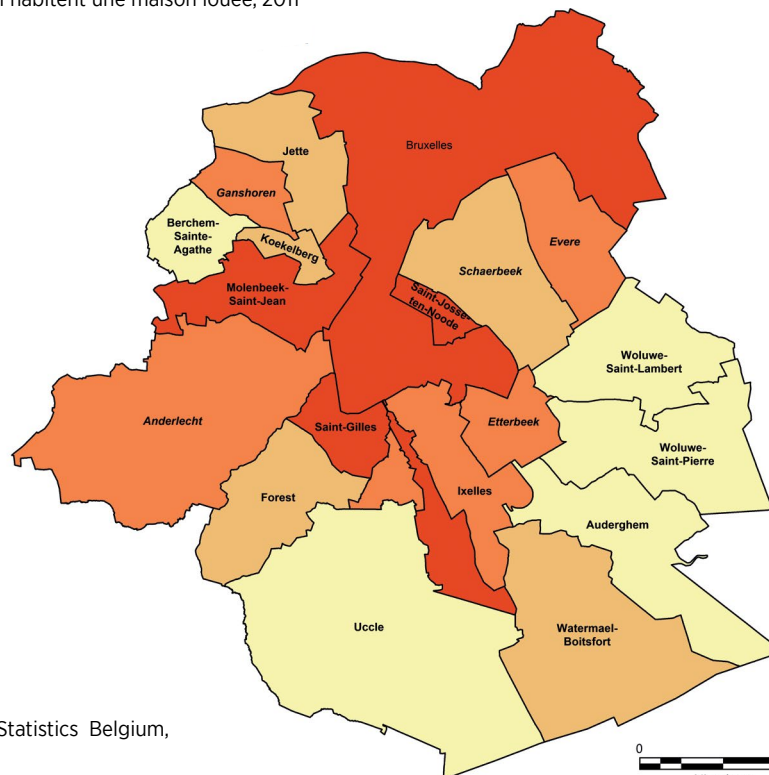 habitent une maison louée, 2011
Bruxelles
Jette
Ganshoren
Berchem-
Sainte-
Agathe
Koekelberg
Evere
Schaerbeek
Molenbeek-
Saint-Jean
Saint-Josse-
ten-Noode
Woluwe-
Saint-Lambert
Anderlecht
Saint-Gilles
Etterbeek
Woluwe-
Saint-Pierre
Forest
Ixelles
Auderghem
Uccle
Watermael-
Boitsfort
Statistics Belgium,
0